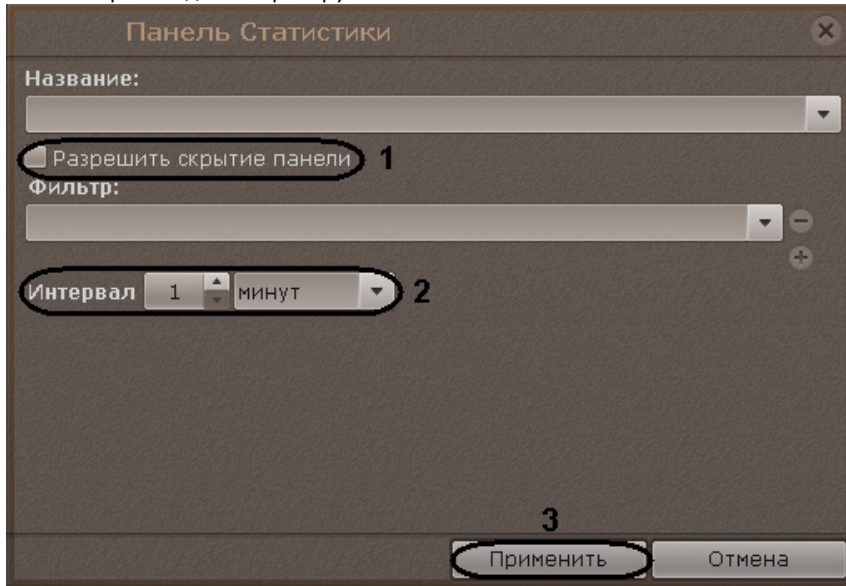 Панель Статистики
Название:
Разрешить скрытие панели 1
Фильтр:
Интервал 1 минут 2
3
Применить Отмена